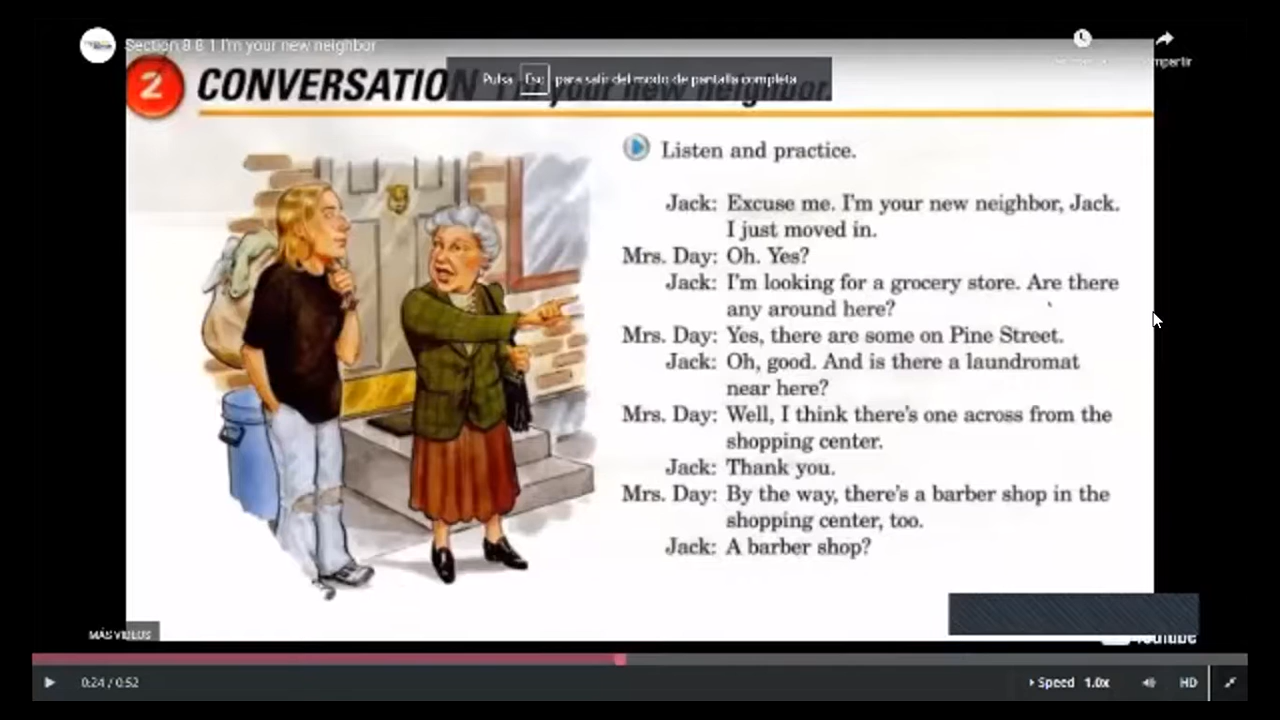 Section 8 8 1 I'm your new neighbor
2 CONVERSATION I'm your new neighbor.
Pulsa Esc para salir del modo de pantalla completa
Listen and practice.
Jack: Excuse me. I'm your new neighbor, Jack.
I just moved in.
Mrs. Day: Oh. Yes?
Jack: I'm looking for a grocery store. Are there
any around here?
Mrs. Day: Yes, there are some on Pine Street.
Jack: Oh, good. And is there a laundromat
near here?
Mrs. Day: Well, I think there's one across from the
shopping center.
Jack: Thank you.
Mrs. Day: By the way, there's a barber shop in the
shopping center, too.
Jack: A barber shop?
MÁS VIDEOS
YouTube
0:24 / 0:52
Speed 1.0x
HD